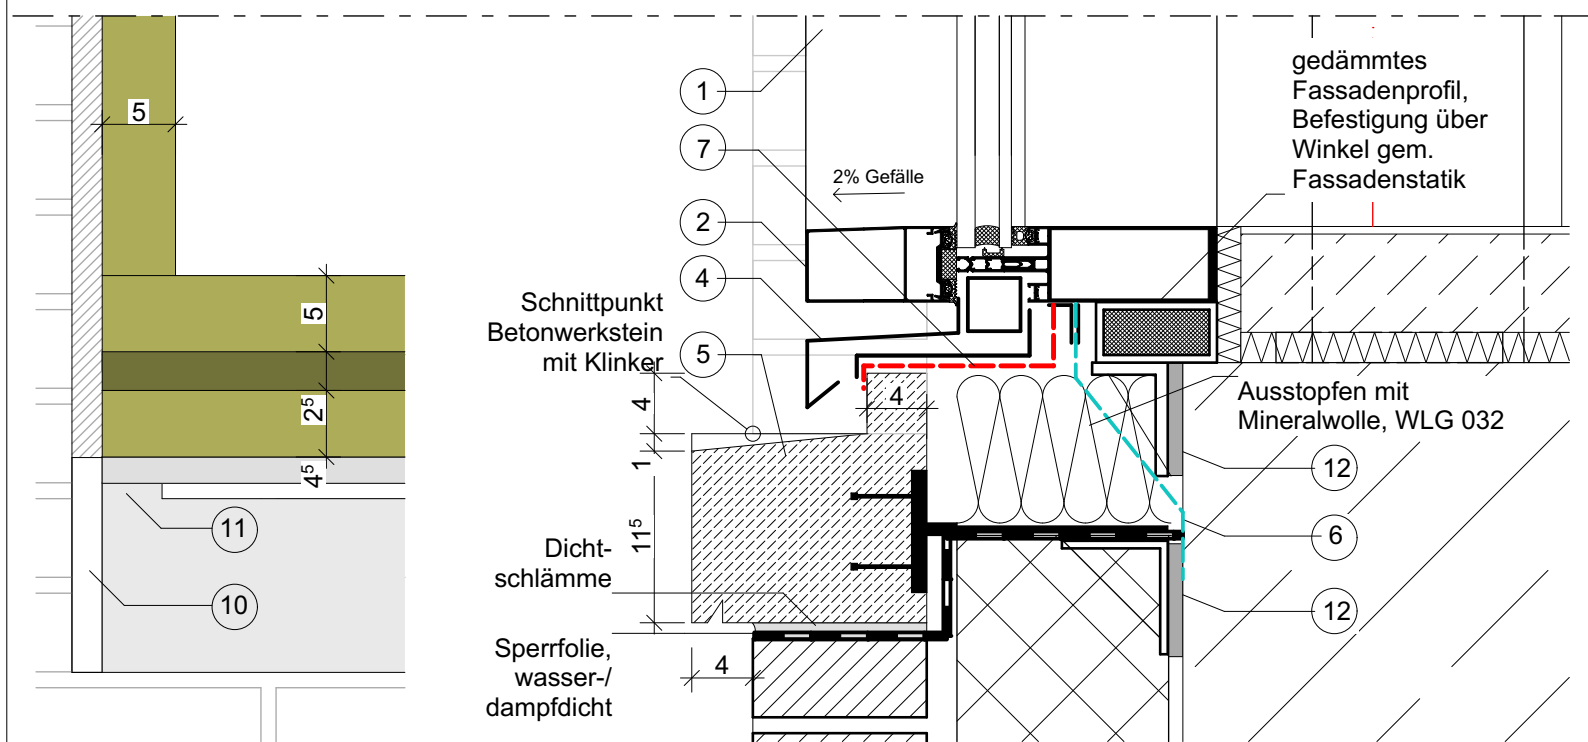 5
5
2⁵
4⁵
11
10
1
7
2
4
5
2% Gefälle
gedämmtes
Fassadenprofil,
Befestigung über
Winkel gem.
Fassadenstatik
Schnittpunkt
Betonwerkstein
mit Klinker
4
4
1
11⁵
Ausstopfen mit
Mineralwolle, WLG 032
12
6
12
Dicht-
schlämme
Sperrfolie,
wasser-/
dampfdicht
4